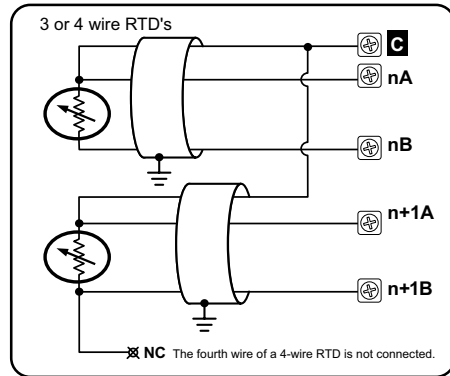 3 or 4 wire RTD's
C
nA
nB
n+1A
n+1B
NC The fourth wire of a 4-wire RTD is not connected.